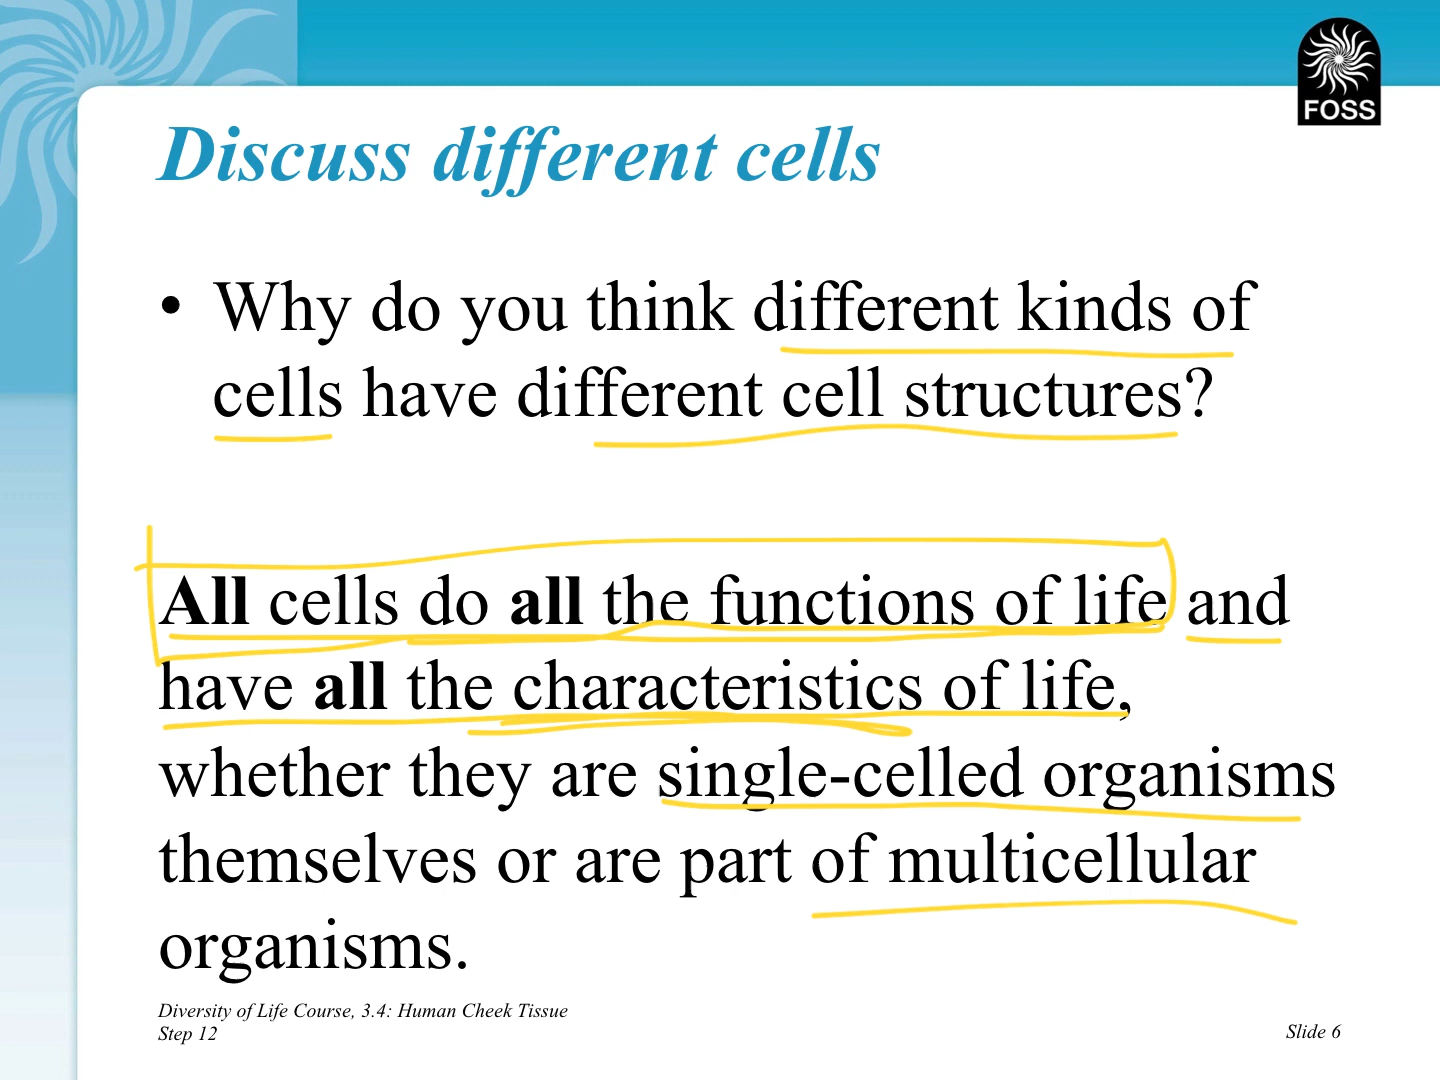 FOSS
Discuss different cells
• Why do you think different kinds of
cells have different cell structures?
All cells do all the functions of life and
have all the characteristics of life,
whether they are single-celled organisms
themselves or are part of multicellular
organisms.
Diversity of Life Course, 3.4: Human Cheek Tissue
Step 12
Slide 6